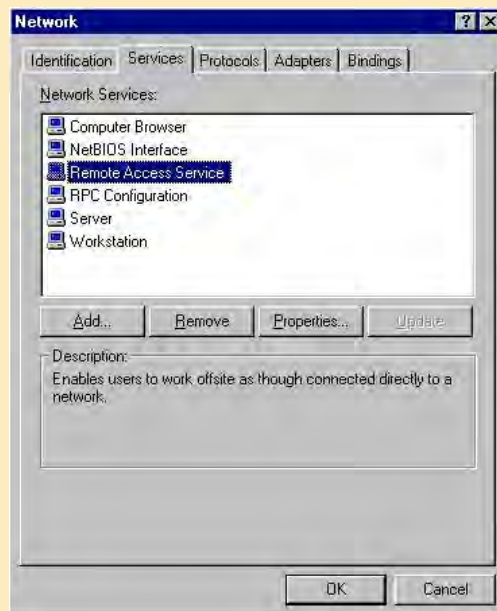 Network
Identification Services Protocols Adapters Bindings
Network Services:
Computer Browser
NetBIOS Interface
Remote Access Service
RPC Configuration
Server
Workstation
Add... Remove Properties... Update
Description:
Enables users to work offsite as though connected directly to a
network.
OK Cancel